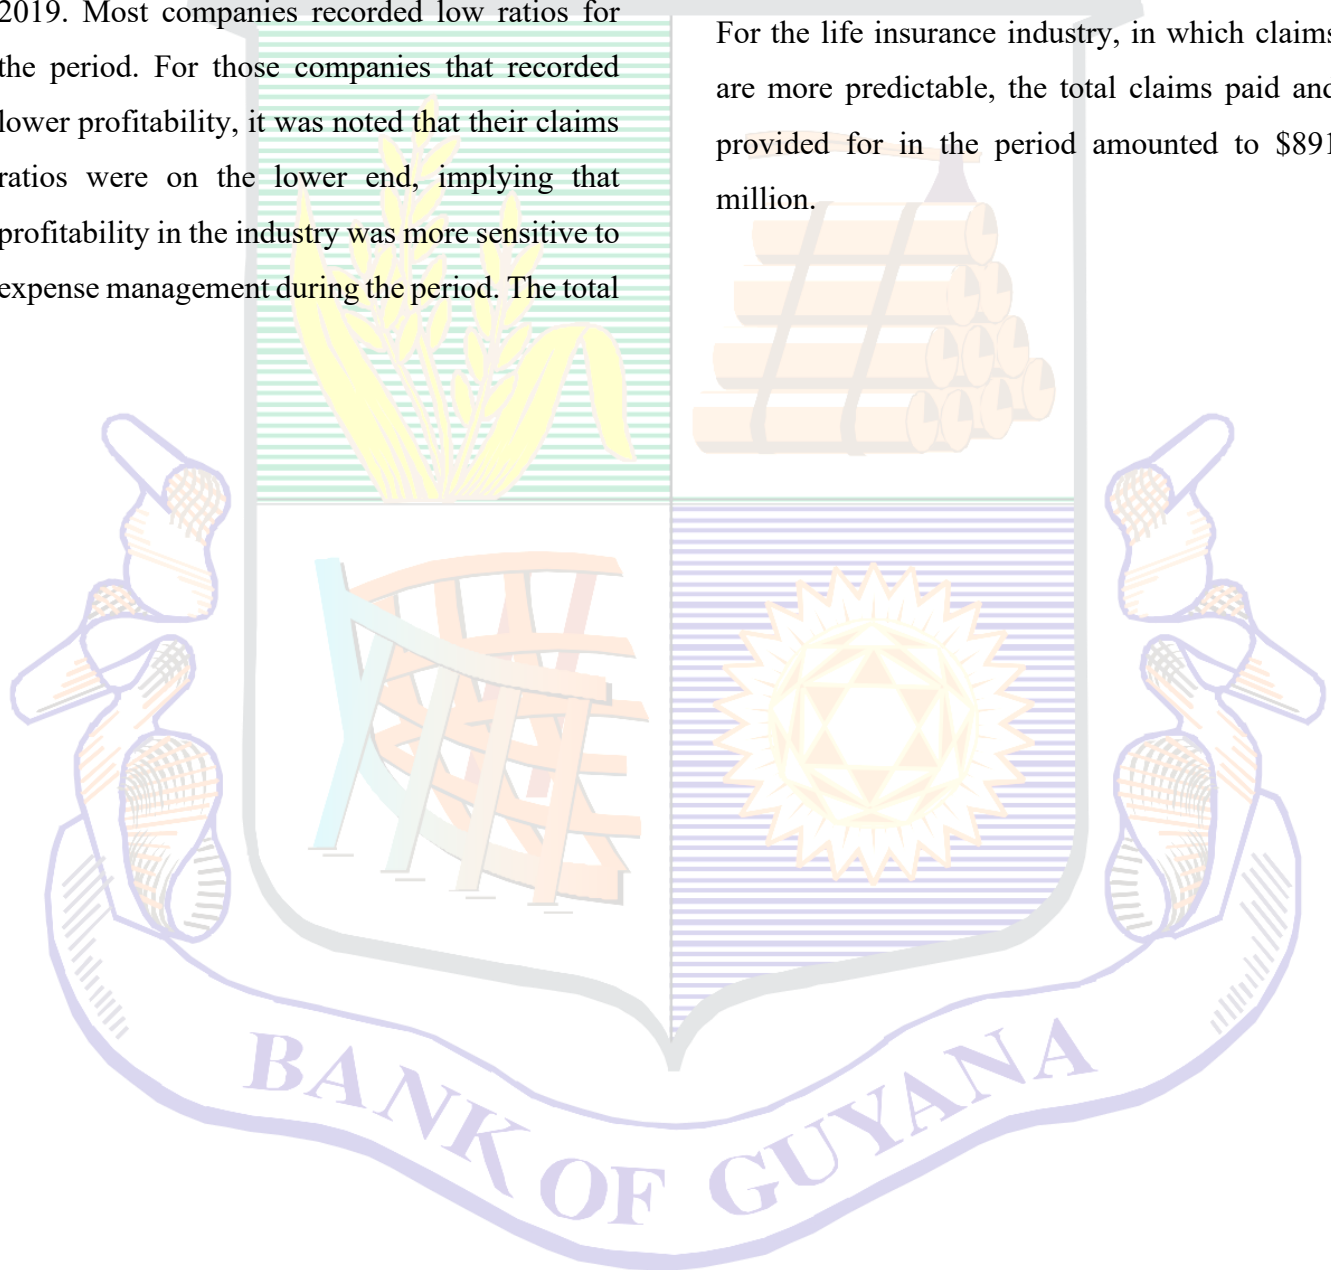 2019. Most companies recorded low ratios for
the period. For those companies that recorded
lower profitability, it was noted that their claims
ratios were on the lower end, implying that
profitability in the industry was more sensitive to
expense management during the period. The total
For the life insurance industry, in which claims
are more predictable, the total claims paid and
provided for in the period amounted to $891
million.
BANK OF GUYANA